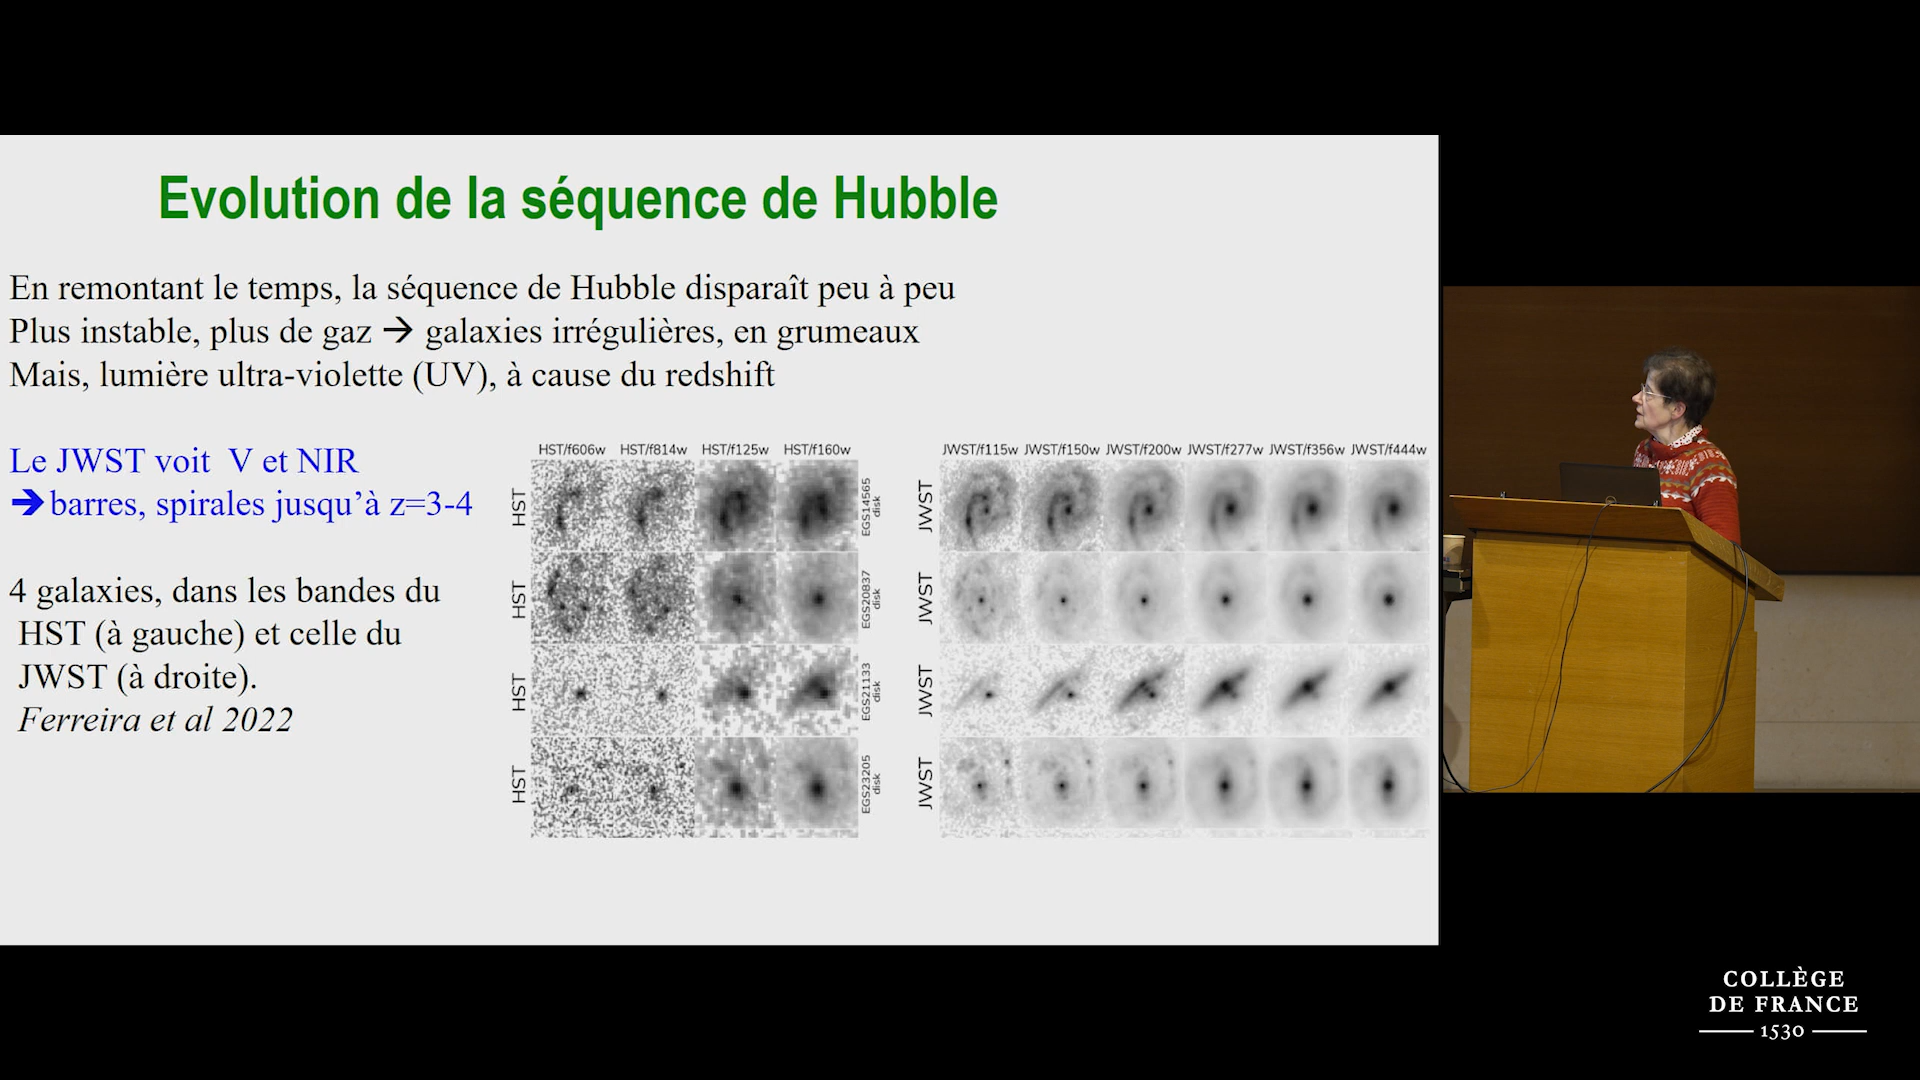 Evolution de la séquence de Hubble
En remontant le temps, la séquence de Hubble disparaît peu à peu
Plus instable, plus de gaz → galaxies irrégulières, en grumeaux
Mais, lumière ultra-violette (UV), à cause du redshift
Le JWST voit V et NIR
→ barres, spirales jusqu'à z=3-4
4 galaxies, dans les bandes du
HST (à gauche) et celle du
JWST (à droite).
Ferreira et al 2022
HST/f606w HST/f814w HST/f125w HST/f160w
HST
EGS14565
disk
HST
EGS20837
disk
HST
EGS21133
disk
HST
EGS23205
disk
JWST/f115w JWST/f150w JWST/f200w JWST/f277w JWST/f356w JWST/f444w
JWST
JWST
JWST
JWST
COLLÈGE
DE FRANCE
1530